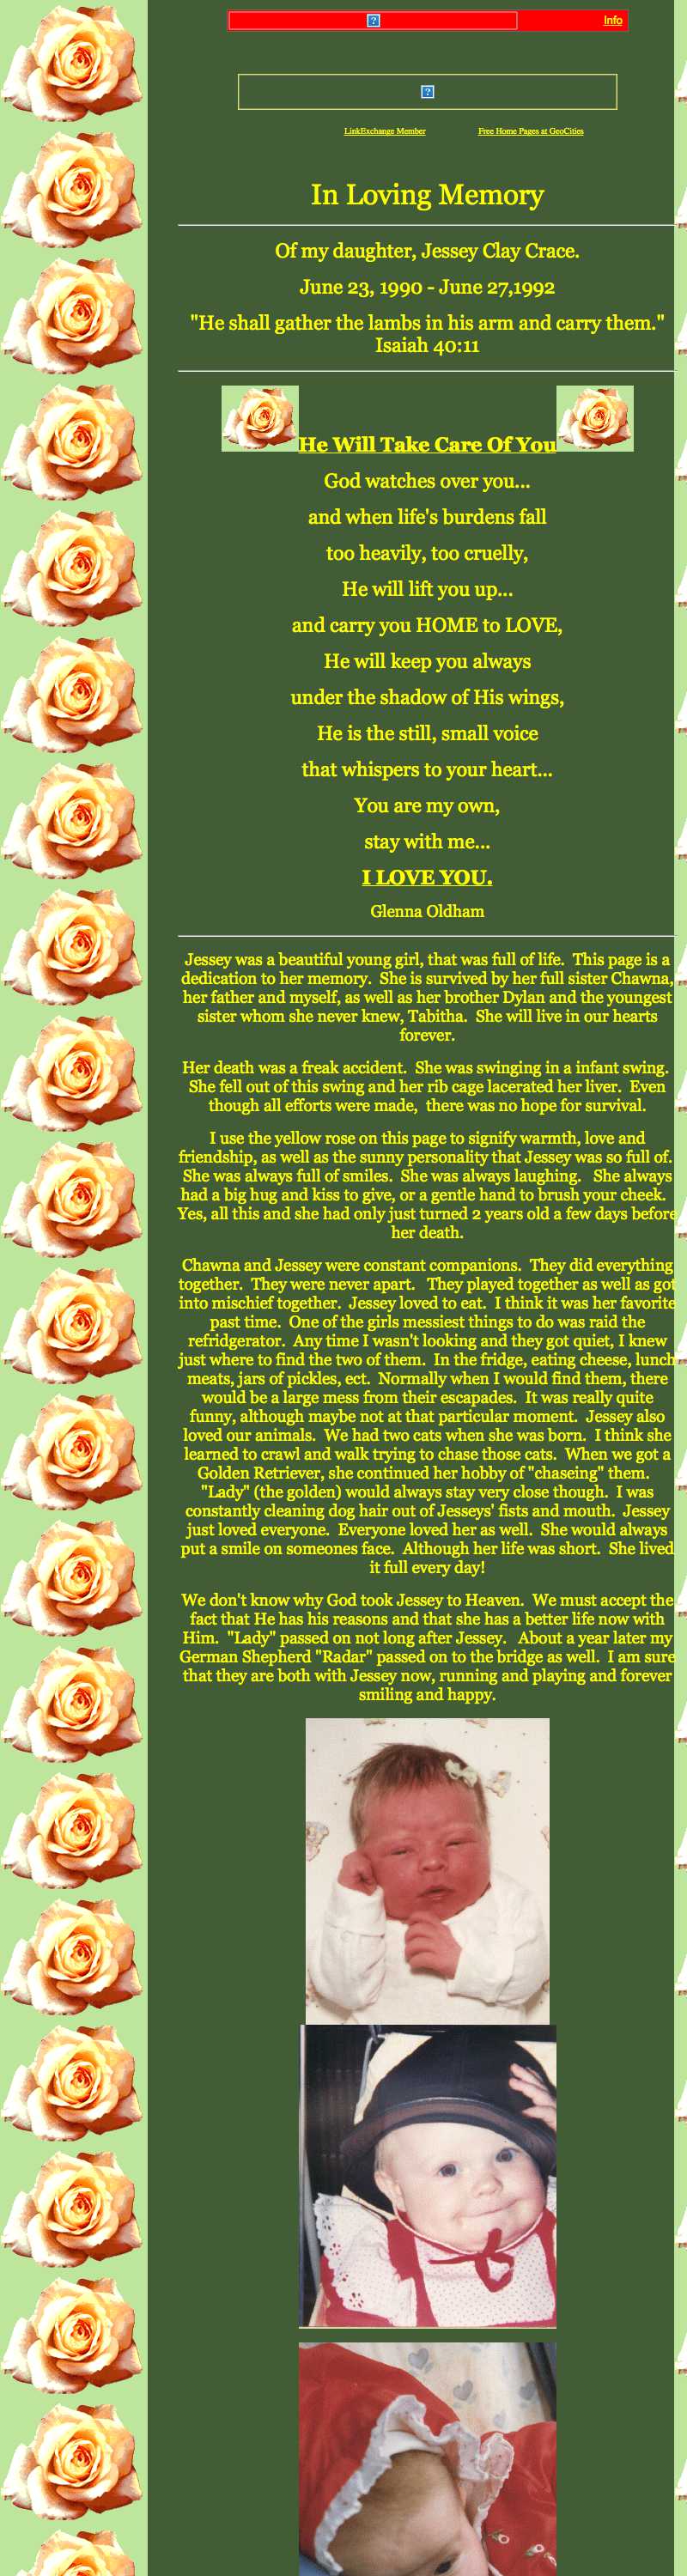 Info
LinkExchange Member Free Home Pages at GeoCities
In Loving Memory
Of my daughter, Jessey Clay Crace.
June 23, 1990 - June 27,1992
"He shall gather the lambs in his arm and carry them."
Isaiah 40:11
He Will Take Care Of You
God watches over you...
and when life's burdens fall
too heavily, too cruelly,
He will lift you up...
and carry you HOME to LOVE,
He will keep you always
under the shadow of His wings,
He is the still, small voice
that whispers to your heart...
You are my own,
stay with me...
I LOVE YOU.
Glenna Oldham
Jessey was a beautiful young girl, that was full of life. This page is a
dedication to her memory. She is survived by her full sister Chawna,
her father and myself, as well as her brother Dylan and the youngest
sister whom she never knew, Tabitha. She will live in our hearts
forever.
Her death was a freak accident. She was swinging in a infant swing.
She fell out of this swing and her rib cage lacerated her liver. Even
though all efforts were made, there was no hope for survival.
I use the yellow rose on this page to signify warmth, love and
friendship, as well as the sunny personality that Jessey was so full of.
She was always full of smiles. She was always laughing. She always
had a big hug and kiss to give, or a gentle hand to brush your cheek.
Yes, all this and she had only just turned 2 years old a few days before
her death.
Chawna and Jessey were constant companions. They did everything
together. They were never apart. They played together as well as got
into mischief together. Jessey loved to eat. I think it was her favorite
past time. One of the girls messiest things to do was raid the
refridgerator. Any time I wasn't looking and they got quiet, I knew
just where to find the two of them. In the fridge, eating cheese, lunch
meats, jars of pickles, ect. Normally when I would find them, there
would be a large mess from their escapades. It was really quite
funny, although maybe not at that particular moment. Jessey also
loved our animals. We had two cats when she was born. I think she
learned to crawl and walk trying to chase those cats. When we got a
Golden Retriever, she continued her hobby of "chaseing" them.
"Lady" (the golden) would always stay very close though. I was
constantly cleaning dog hair out of Jesseys' fists and mouth. Jessey
just loved everyone. Everyone loved her as well. She would always
put a smile on someones face. Although her life was short. She lived
it full every day!
We don't know why God took Jessey to Heaven. We must accept the
fact that He has his reasons and that she has a better life now with
Him. "Lady" passed on not long after Jessey. About a year later my
German Shepherd "Radar" passed on to the bridge as well. I am sure
that they are both with Jessey now, running and playing and forever
smiling and happy.